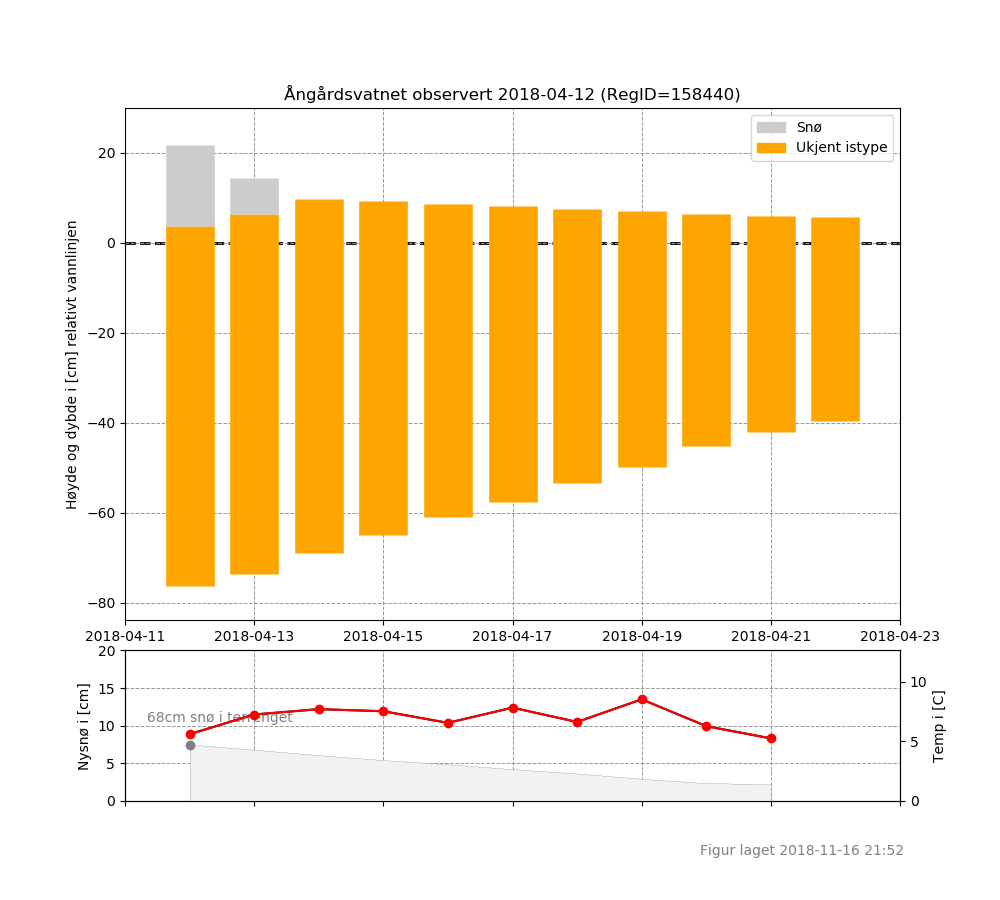 Ångårdsvatnet observert 2018-04-12 (RegID=158440)
Snø
Ukjent istype
20
0
−20
−40
−60
−80
Høyde og dybde i [cm] relativt vannlinjen
2018-04-11 2018-04-13 2018-04-15 2018-04-17 2018-04-19 2018-04-21 2018-04-23
20
15
10
5
0
Nysnø i [cm]
68cm snø i terrenget
10
5
0
Temp i [C]
Figur laget 2018-11-16 21:52